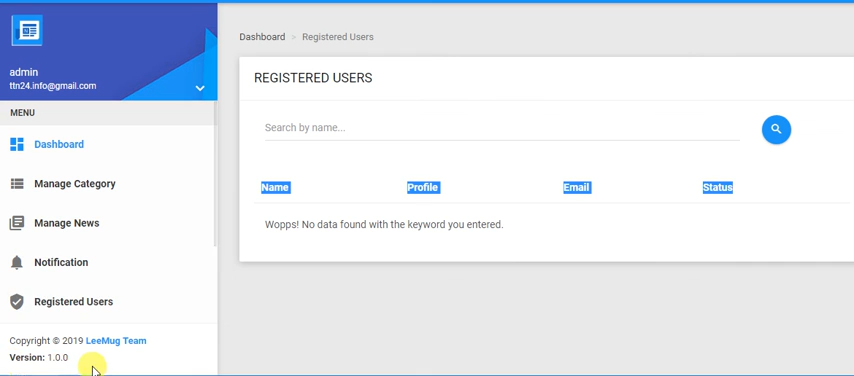 admin
ttn24.info@gmail.com
MENU
Dashboard
Manage Category
Manage News
Notification
Registered Users
Copyright © 2019 LeeMug Team
Version: 1.0.0
Dashboard > Registered Users
REGISTERED USERS
Search by name...
Name Profile Email Status
Wopps! No data found with the keyword you entered.